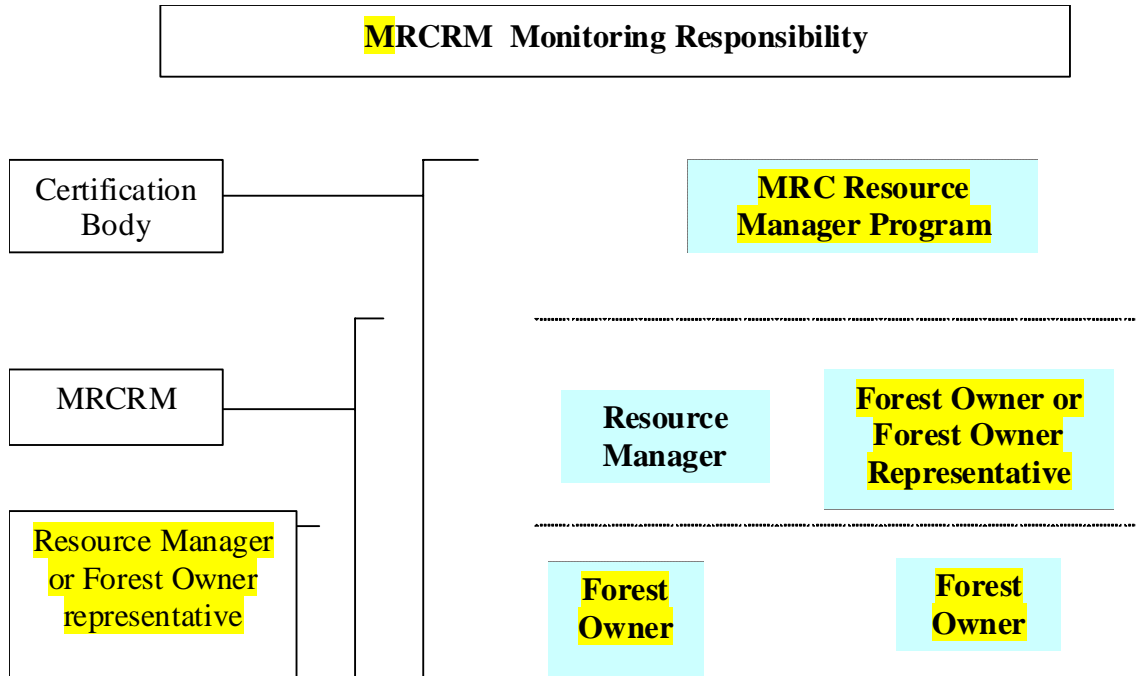 MRCRM Monitoring Responsibility
Certification
Body
MRC Resource
Manager Program
MRCRM
Resource
Manager
Forest Owner or
Forest Owner
Representative
Resource Manager
or Forest Owner
representative
Forest
Owner
Forest
Owner